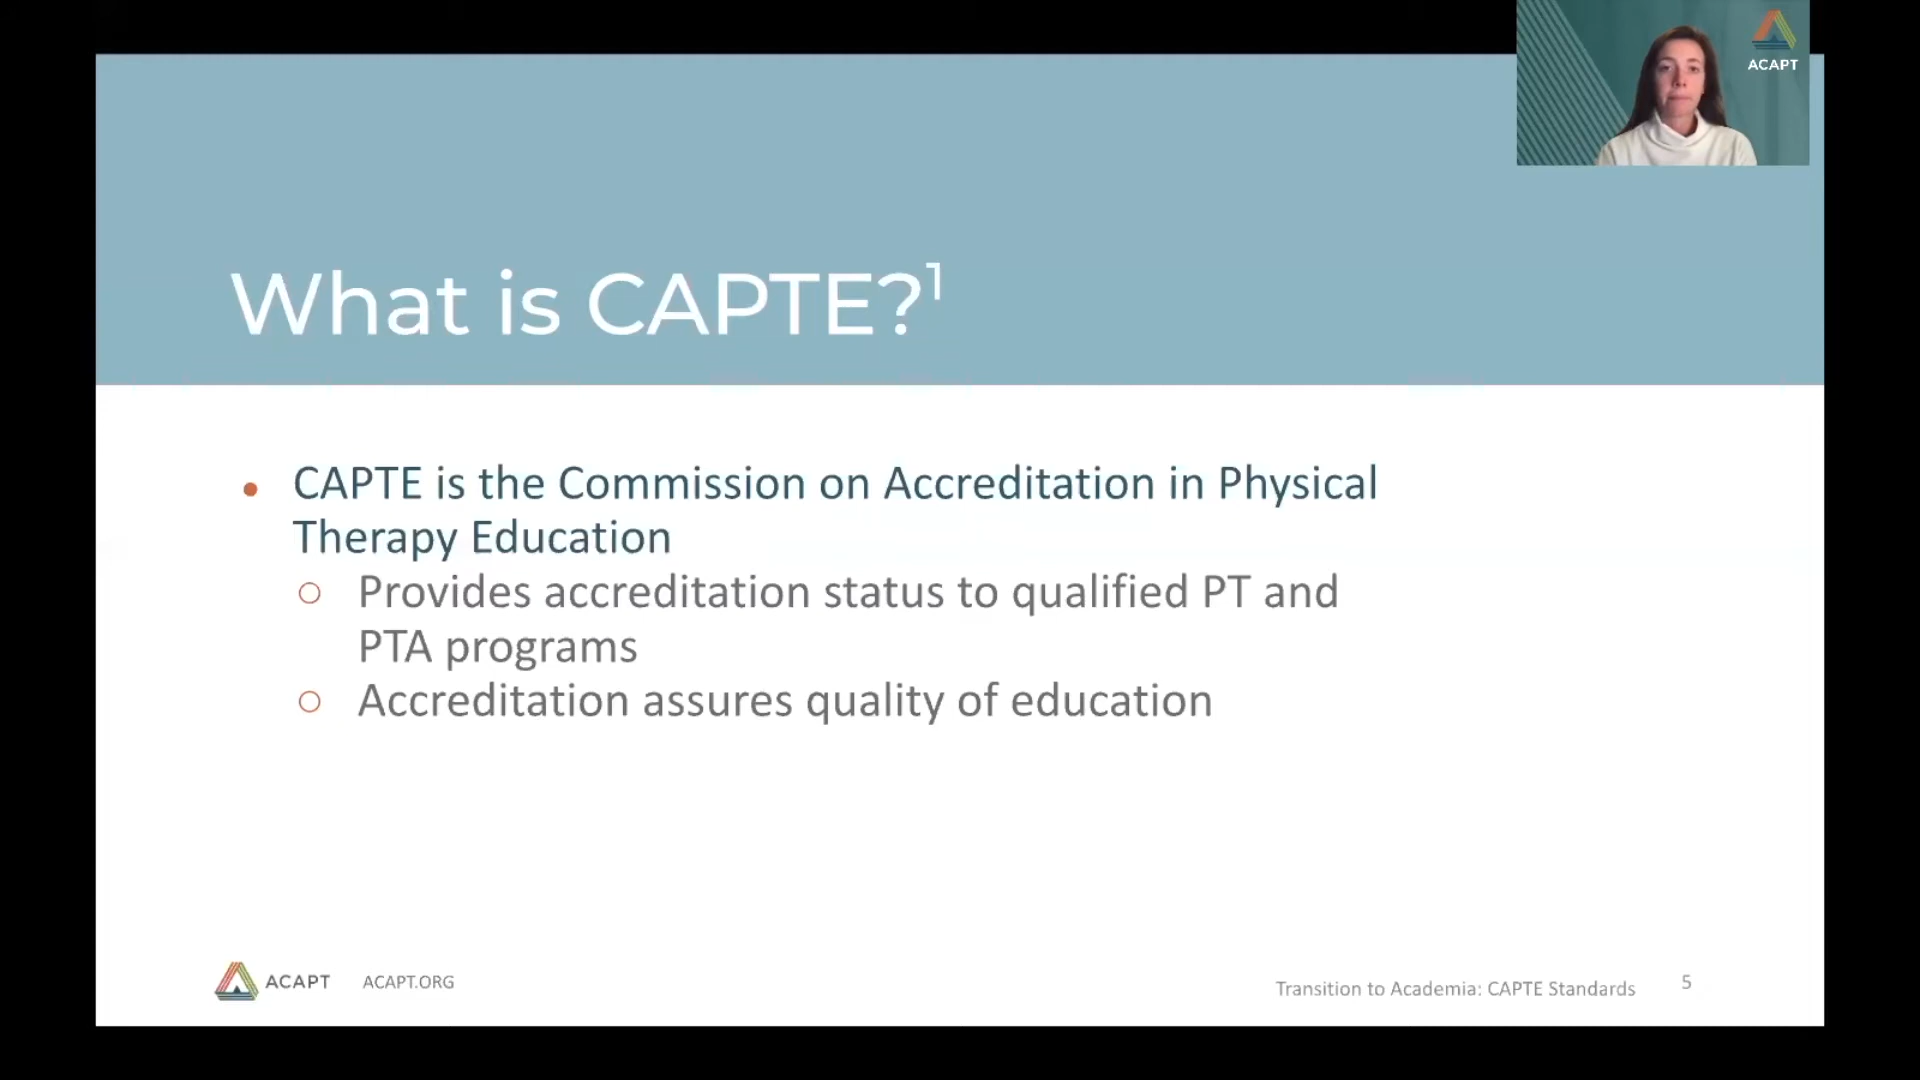 ACAPT
What is CAPTE?¹
• CAPTE is the Commission on Accreditation in Physical
Therapy Education
○ Provides accreditation status to qualified PT and
PTA programs
○ Accreditation assures quality of education
ACAPT ACAPT.ORG
Transition to Academia: CAPTE Standards 5